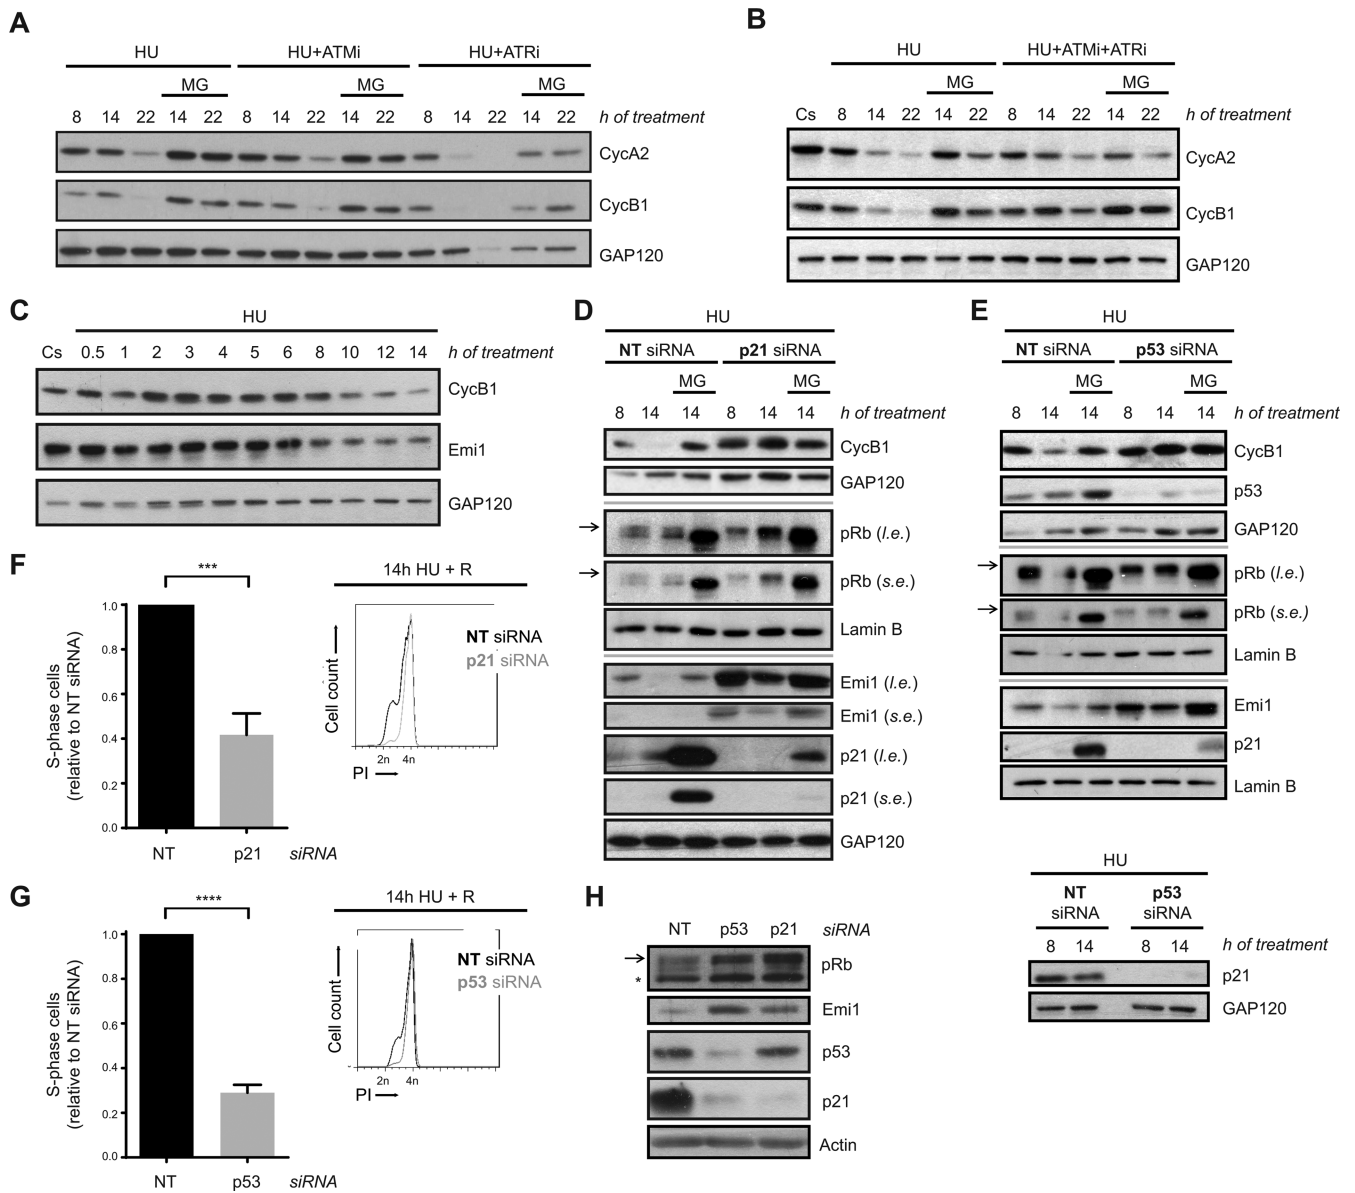 A
HU HU+ATMi HU+ATRi
MG MG MG
8 14 22 14 22 8 14 22 14 22 8 14 22 14 22 h of treatment
CycA2
CycB1
GAP120
B
HU HU+ATMi+ATRi
MG MG
Cs 8 14 22 14 22 8 14 22 14 22 h of treatment
CycA2
CycB1
GAP120
C
HU
Cs 0.5 1 2 3 4 5 6 8 10 12 14 h of treatment
CycB1
Emi1
GAP120
D
HU
NT siRNA p21 siRNA
MG MG
8 14 14 8 14 14 h of treatment
CycB1
GAP120
pRb (l.e.)
pRb (s.e.)
Lamin B
Emi1 (l.e.)
Emi1 (s.e.)
p21 (l.e.)
p21 (s.e.)
GAP120
E
HU
NT siRNA p53 siRNA
MG MG
8 14 14 8 14 14 h of treatment
CycB1
p53
GAP120
pRb (l.e.)
pRb (s.e.)
Lamin B
Emi1
p21
Lamin B
HU
NT siRNA p53 siRNA
8 14 8 14 h of treatment
p21
GAP120
F
***
S-phase cells
(relative to NT siRNA)
1.0
0.8
0.6
0.4
0.2
0.0
NT p21 siRNA
14h HU + R
NT siRNA
p21 siRNA
Cell count
2n 4n
PI
G
****
S-phase cells
(relative to NT siRNA)
1.0
0.8
0.6
0.4
0.2
0.0
NT p53 siRNA
14h HU + R
NT siRNA
p53 siRNA
Cell count
2n 4n
PI
H
NT p53 p21 siRNA
pRb
*
Emi1
p53
p21
Actin